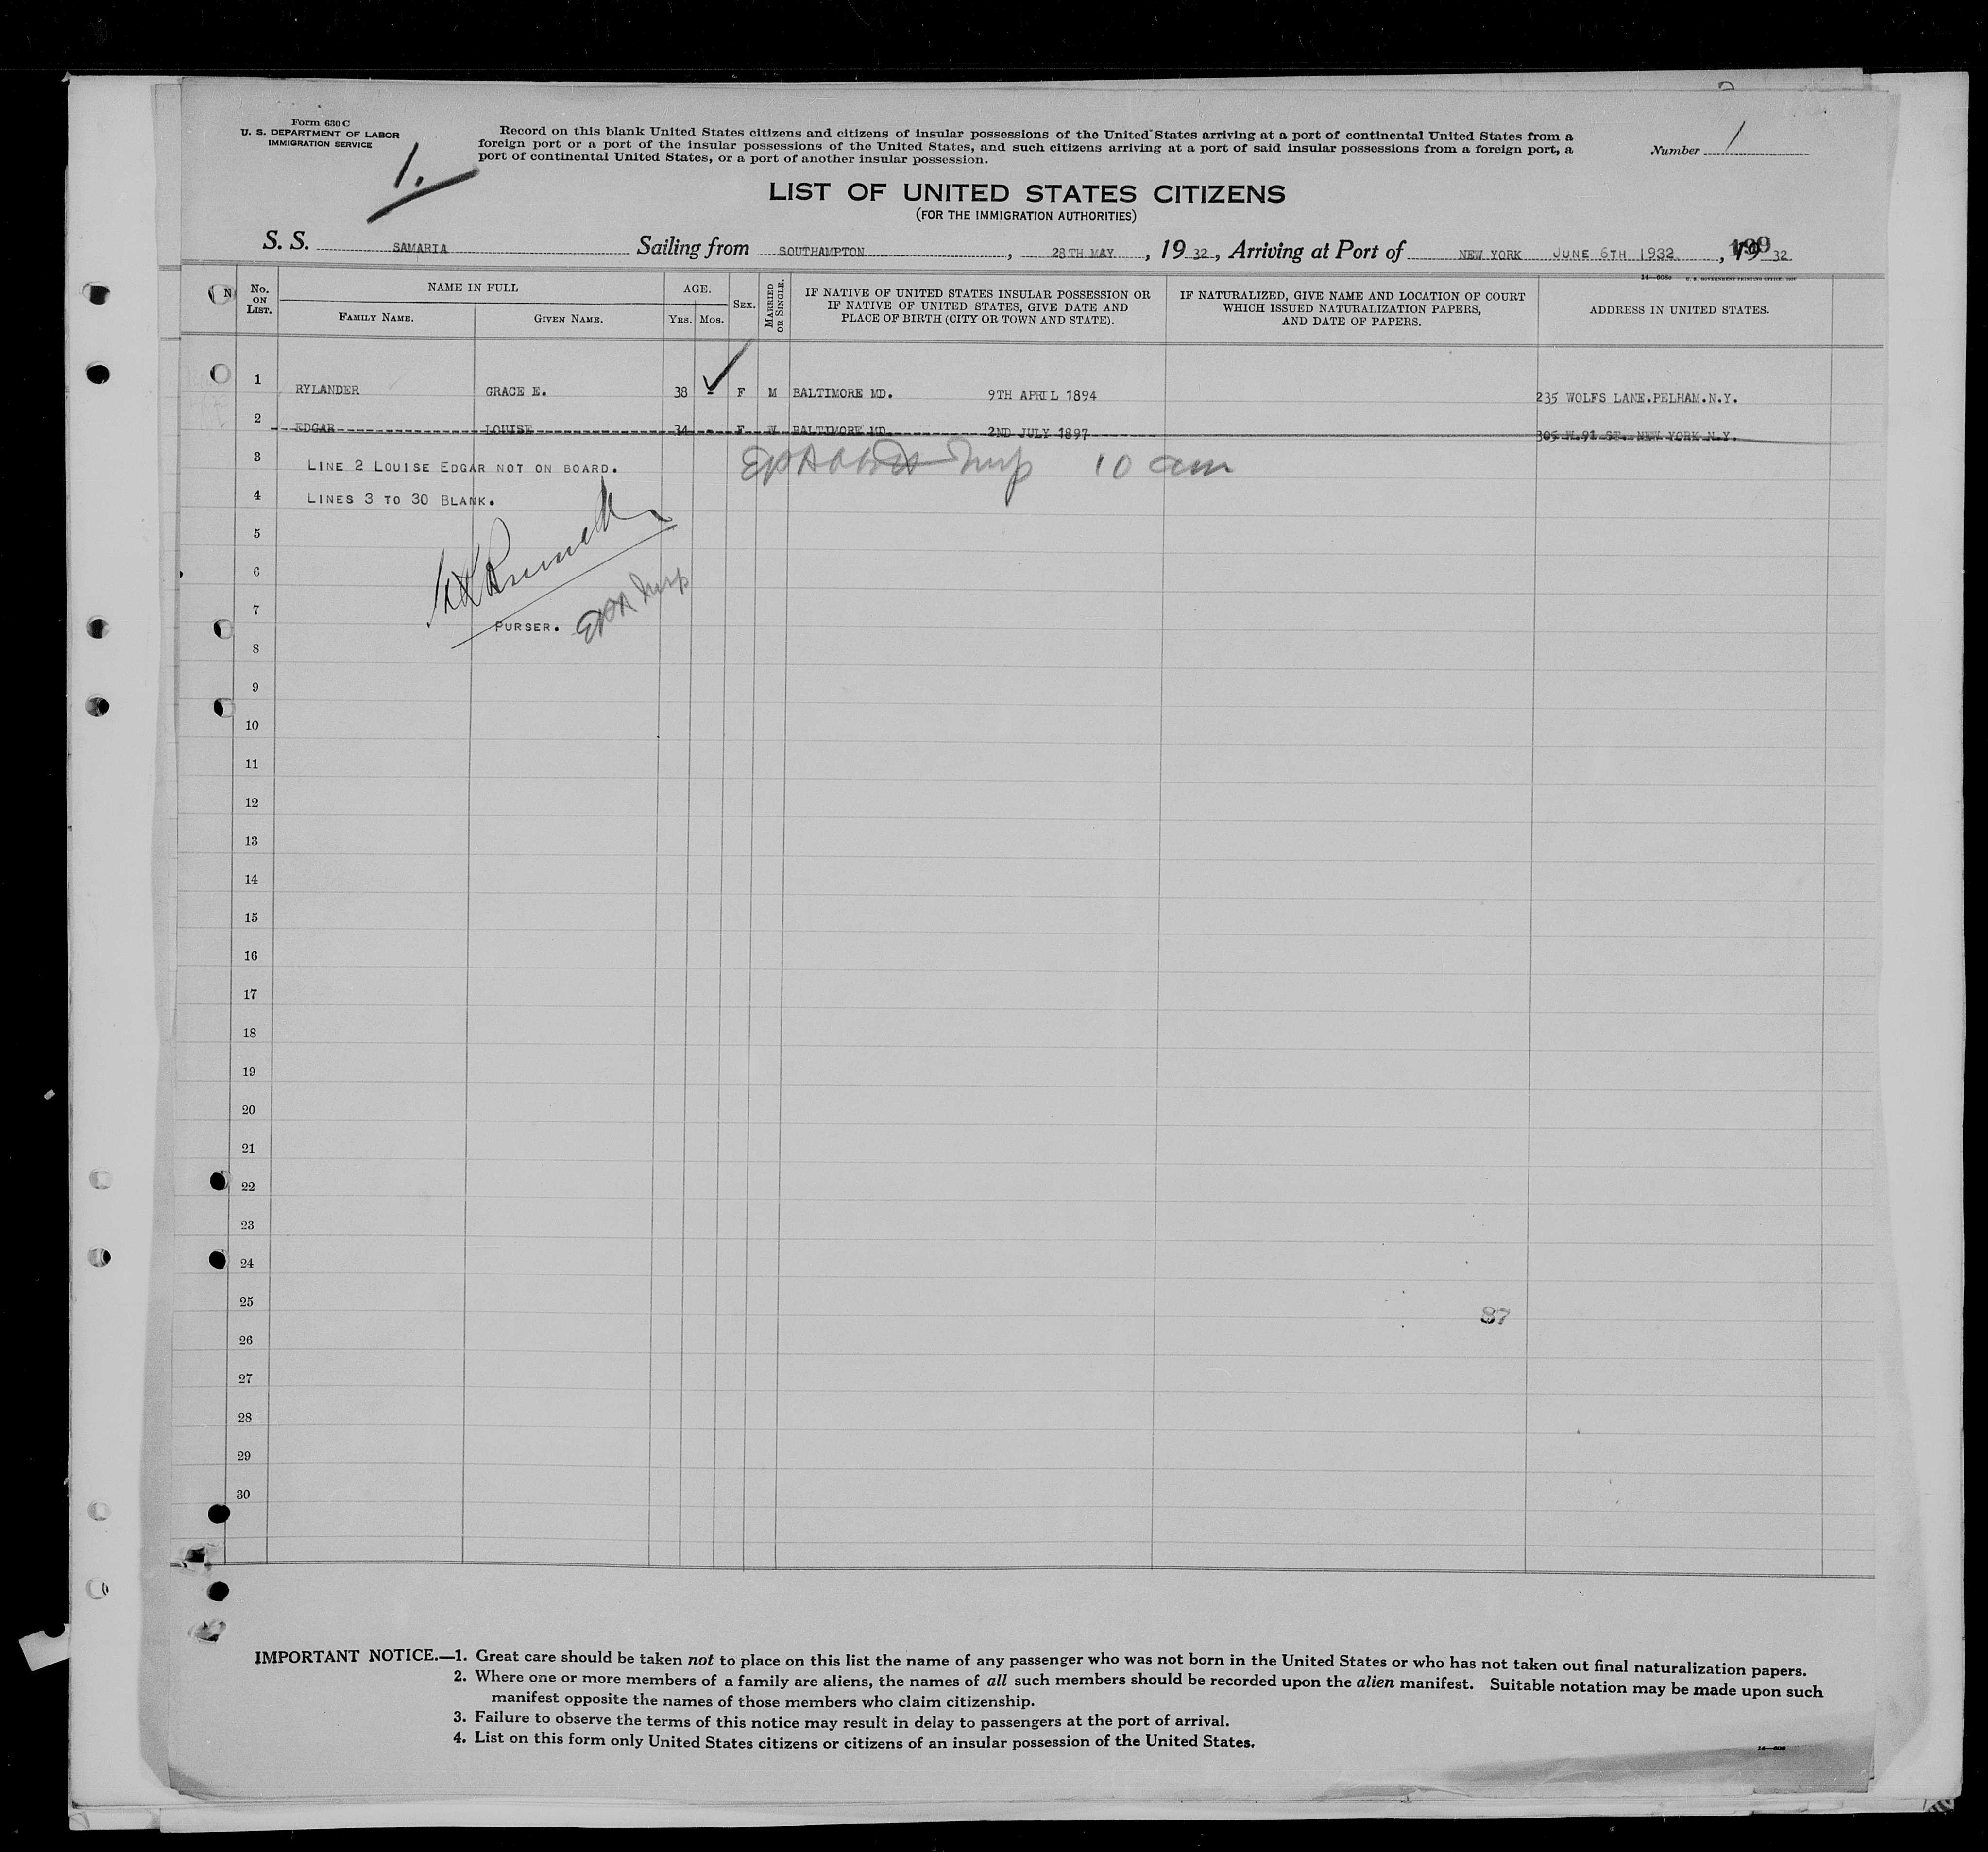 Form 630 C
U. S. DEPARTMENT OF LABOR
IMMIGRATION SERVICE
1.
Record on this blank United States citizens and citizens of insular possessions of the United States arriving at a port of continental United States from a
foreign port or a port of the insular possessions of the United States, and such citizens arriving at a port of said insular possessions from a foreign port, a
port of continental United States, or a port of another insular possession.
Number 1
LIST OF UNITED STATES CITIZENS
(FOR THE IMMIGRATION AUTHORITIES)
S. S. SAMARIA Sailing from SOUTHAMPTON, 28TH MAY, 19 32, Arriving at Port of NEW YORK JUNE 6TH 1932, 19 32
199
No. ON LIST. NAME IN FULL FAMILY NAME. GIVEN NAME. AGE. YRS. MOS. SEX. MARRIED OR SINGLE. IF NATIVE OF UNITED STATES INSULAR POSSESSION OR IF NATIVE OF UNITED STATES, GIVE DATE AND PLACE OF BIRTH (CITY OR TOWN AND STATE). IF NATURALIZED, GIVE NAME AND LOCATION OF COURT WHICH ISSUED NATURALIZATION PAPERS, AND DATE OF PAPERS. ADDRESS IN UNITED STATES.
1 RYLANDER GRACE E. 38 - F M BALTIMORE MD. 9TH APRIL 1894 235 WOLFS LANE.PELHAM.N.Y.
2 EDGAR LOUISE 34 - F W BALTIMORE MD. 2ND JULY 1897 305 W.91 ST. NEW YORK N.Y.
3 LINE 2 LOUISE EDGAR NOT ON BOARD. 10 am
4 LINES 3 TO 30 BLANK.
5
6
7
PURSER.
8
9
10
11
12
13
14
15
16
17
18
19
20
21
22
23
24
25
87
26
27
28
29
30
IMPORTANT NOTICE.—1. Great care should be taken not to place on this list the name of any passenger who was not born in the United States or who has not taken out final naturalization papers.
2. Where one or more members of a family are aliens, the names of all such members should be recorded upon the alien manifest. Suitable notation may be made upon such
manifest opposite the names of those members who claim citizenship.
3. Failure to observe the terms of this notice may result in delay to passengers at the port of arrival.
4. List on this form only United States citizens or citizens of an insular possession of the United States.